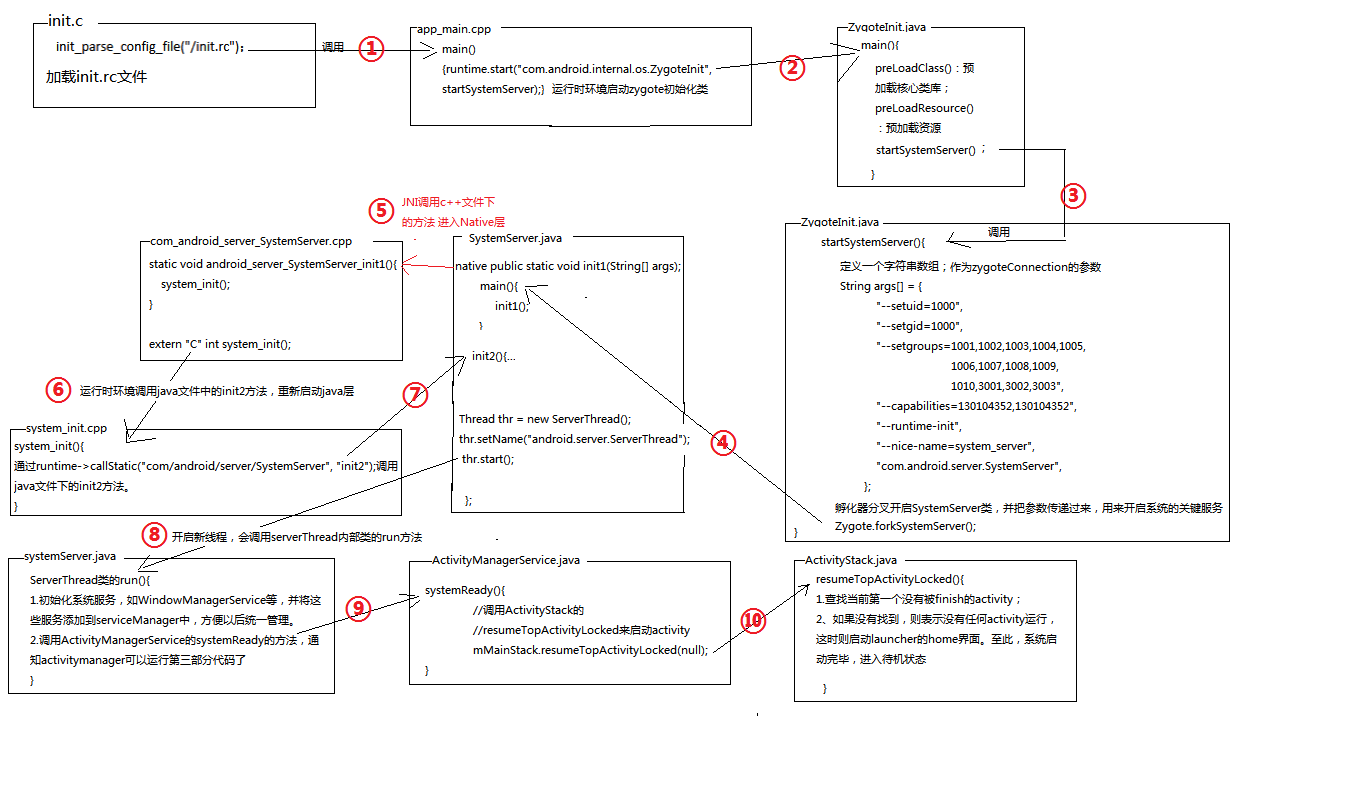 init.c
init_parse_config_file("/init.rc");
加载init.rc文件
调用
①
app_main.cpp
main()
{runtime.start("com.android.internal.os.ZygoteInit",
startSystemServer);} 运行时环境启动zygote初始化类
②
ZygoteInit.java
main(){
preLoadClass()：预
加载核心类库；
preLoadResource()
：预加载资源
startSystemServer() ；
}
③
ZygoteInit.java
调用
startSystemServer(){
定义一个字符串数组；作为zygoteConnection的参数
String args[] = {
"--setuid=1000",
"--setgid=1000",
"--setgroups=1001,1002,1003,1004,1005,
1006,1007,1008,1009,
1010,3001,3002,3003",
"--capabilities=130104352,130104352",
"--runtime-init",
"--nice-name=system_server",
"com.android.server.SystemServer",
};
孵化器分叉开启SystemServer类，并把参数传递过来，用来开启系统的关键服务
Zygote.forkSystemServer();
}
④
⑤
JNI调用c++文件下
的方法 进入Native层
SystemServer.java
native public static void init1(String[] args);
main(){
init1();
}
init2(){...
Thread thr = new ServerThread();
thr.setName("android.server.ServerThread");
thr.start();
};
com_android_server_SystemServer.cpp
static void android_server_SystemServer_init1(){
system_init();
}
extern "C" int system_init();
⑥
运行时环境调用java文件中的init2方法，重新启动java层
⑦
system_init.cpp
system_init(){
通过runtime->callStatic("com/android/server/SystemServer", "init2");调用
java文件下的init2方法。
}
⑧
开启新线程，会调用serverThread内部类的run方法
systemServer.java
ServerThread类的run(){
1.初始化系统服务，如WindowManagerService等，并将这
些服务添加到serviceManager中，方便以后统一管理。
2.调用ActivityManagerService的systemReady的方法，通
知activitymanager可以运行第三部分代码了
}
⑨
ActivityManagerService.java
systemReady(){
//调用ActivityStack的
//resumeTopActivityLocked来启动activity
mMainStack.resumeTopActivityLocked(null);
}
⑩
ActivityStack.java
resumeTopActivityLocked(){
1.查找当前第一个没有被finish的activity；
2、如果没有找到，则表示没有任何activity运行，
这时则启动launcher的home界面。至此，系统启
动完毕，进入待机状态
}